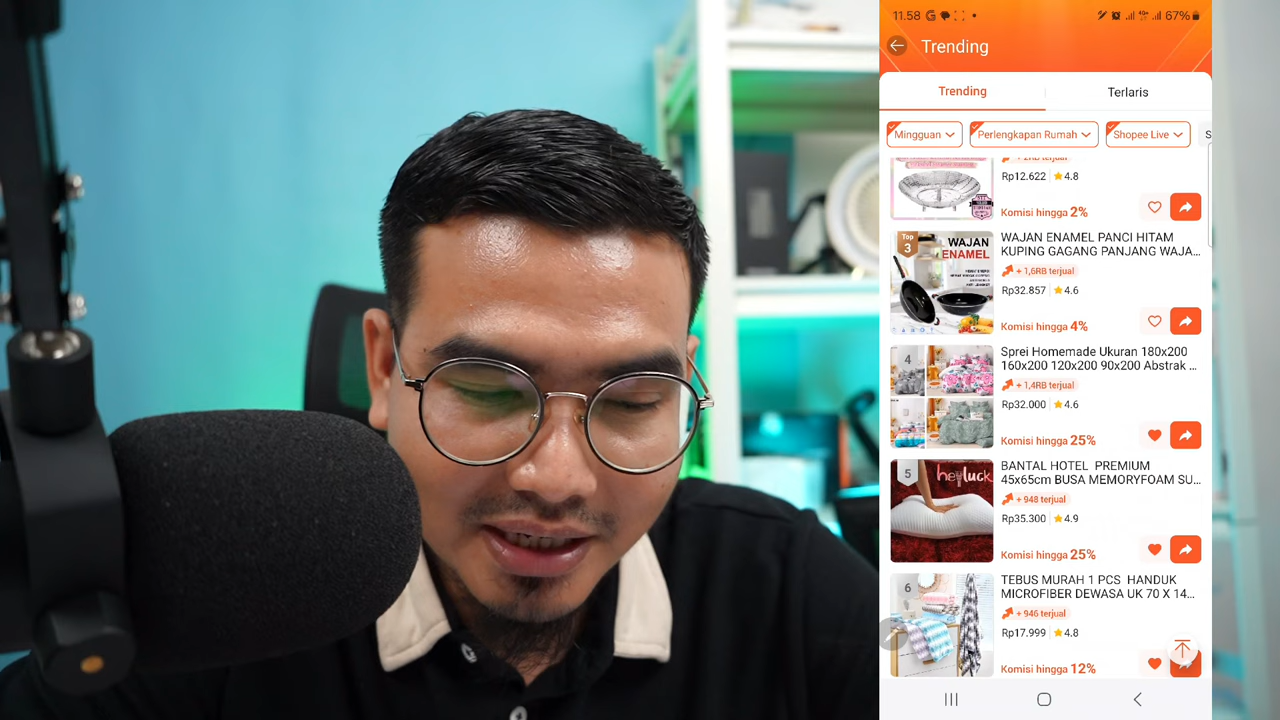 11.58
67%
Trending
Trending
Terlaris
Mingguan
Perlengkapan Rumah
Shopee Live
S
+ 2RB terjual
Rp12.622
4.8
Komisi hingga 2%
Top
3
WAJAN
ENAMEL
WAJAN ENAMEL PANCI HITAM
KUPING GAGANG PANJANG WAJA...
+ 1,6RB terjual
Rp32.857
4.6
Komisi hingga 4%
4
Sprei Homemade Ukuran 180x200
160x200 120x200 90x200 Abstrak ...
+ 1,4RB terjual
Rp32.000
4.6
Komisi hingga 25%
5
heyluck
BANTAL HOTEL PREMIUM
45x65cm BUSA MEMORYFOAM SU...
+ 948 terjual
Rp35.300
4.9
Komisi hingga 25%
6
TEBUS MURAH 1 PCS HANDUK
MICROFIBER DEWASA UK 70 X 14...
+ 946 terjual
Rp17.999
4.8
Komisi hingga 12%